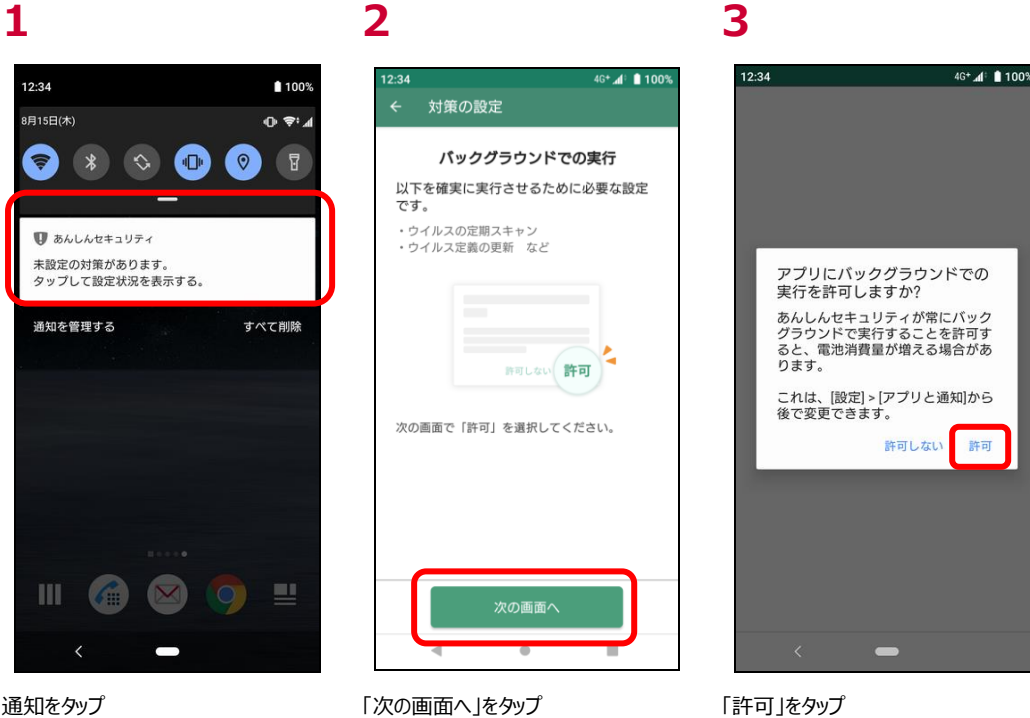 1
12:34
100%
8月15日(木)
あんしんセキュリティ
未設定の対策があります。
タップして設定状況を表示する。
通知を管理する
すべて削除
通知をタップ
2
12:34
4G+
100%
対策の設定
バックグラウンドでの実行
以下を確実に実行させるために必要な設定
です。
・ウイルスの定期スキャン
・ウイルス定義の更新 など
許可しない
許可
次の画面で「許可」を選択してください。
次の画面へ
「次の画面へ」をタップ
3
12:34
4G+
100%
アプリにバックグラウンドでの
実行を許可しますか?
あんしんセキュリティが常にバック
グラウンドで実行することを許可す
ると、電池消費量が増える場合があ
ります。
これは、[設定] > [アプリと通知]から
後で変更できます。
許可しない
許可
「許可」をタップ